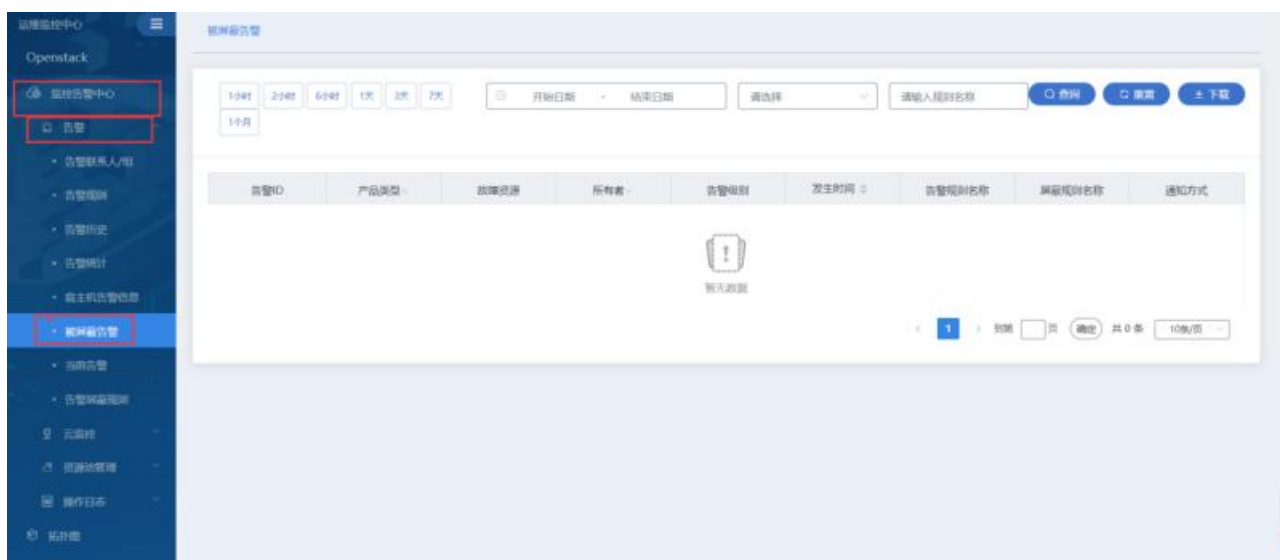 运维监控中心
Openstack
监控告警中心
告警
告警联系人/组
告警规则
告警历史
告警统计
宿主机告警信息
被屏蔽告警
当前告警
告警屏蔽规则
云监控
资源池管理
操作日志
拓扑图
被屏蔽告警
1小时 2小时 6小时 1天 3天 7天 开始日期 - 结束日期 请选择 请输入规则名称 查询 重置 下载
1个月
告警ID 产品类型 故障资源 所有者 告警级别 发生时间 告警规则名称 屏蔽规则名称 通知方式
暂无数据
1 到第 页 确定 共 0 条 10条/页